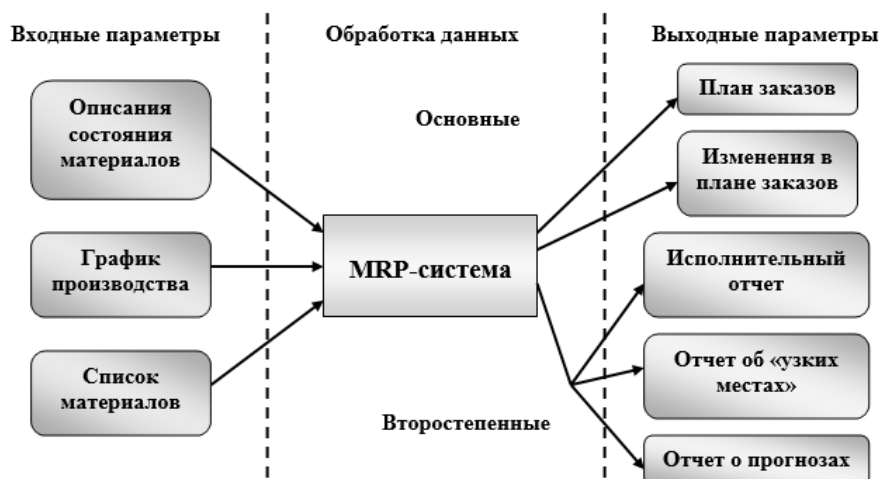 Входные параметры
Обработка данных
Выходные параметры
Описания
состояния
материалов
График
производства
Список
материалов
Основные
MRP-система
Второстепенные
План заказов
Изменения в
плане заказов
Исполнительный
отчет
Отчет об «узких
местах»
Отчет о прогнозах